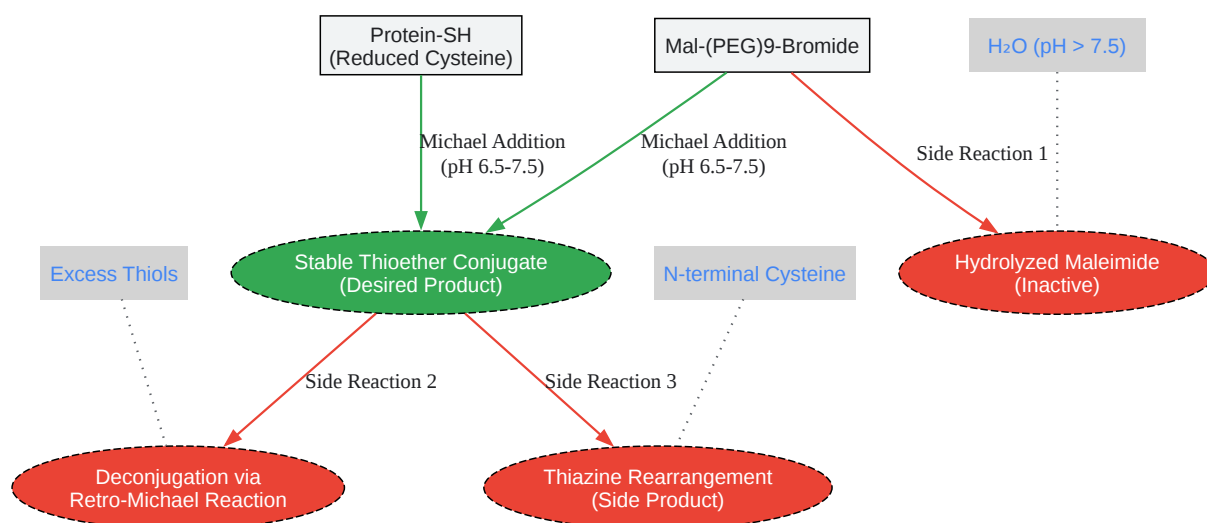 Protein-SH
(Reduced Cysteine)
Mal-(PEG)9-Bromide
H₂O (pH > 7.5)
Michael Addition
(pH 6.5-7.5)
Michael Addition
(pH 6.5-7.5)
Side Reaction 1
Excess Thiols
Stable Thioether Conjugate
(Desired Product)
N-terminal Cysteine
Hydrolyzed Maleimide
(Inactive)
Side Reaction 2
Side Reaction 3
Deconjugation via
Retro-Michael Reaction
Thiazine Rearrangement
(Side Product)